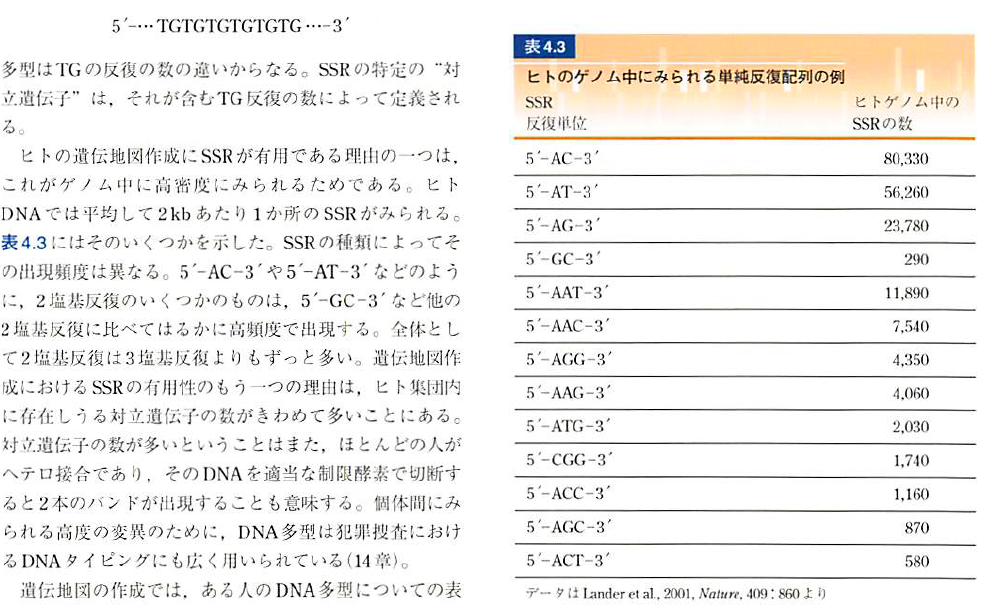 5´-… TGTGTGTGTGTG …-3´
多型はTGの反復の数の違いからなる。SSRの特定の“対
立遺伝子”は，それが含むTG反復の数によって定義され
る。
ヒトの遺伝地図作成にSSRが有用である理由の一つは，
これがゲノム中に高密度にみられるためである。ヒト
DNAでは平均して2kbあたり1か所のSSRがみられる。
表4.3にはそのいくつかを示した。SSRの種類によってそ
の出現頻度は異なる。5´-AC-3´や5´-AT-3´などのよう
に，2塩基反復のいくつかのものは，5´-GC-3´など他の
2塩基反復に比べてはるかに高頻度で出現する。全体とし
て2塩基反復は3塩基反復よりもずっと多い。遺伝地図作
成におけるSSRの有用性のもう一つの理由は，ヒト集団内
に存在しうる対立遺伝子の数がきわめて多いことにある。
対立遺伝子の数が多いということはまた，ほとんどの人が
ヘテロ接合であり，そのDNAを適当な制限酵素で切断す
ると2本のバンドが出現することも意味する。個体間にみ
られる高度の変異のために，DNA多型は犯罪捜査におけ
るDNAタイピングにも広く用いられている(14章)。
遺伝地図の作成では，ある人のDNA多型についての表
表4.3
ヒトのゲノム中にみられる単純反復配列の例
SSR ヒトゲノム中の
反復単位 SSRの数
5´-AC-3´ 80,330
5´-AT-3´ 56,260
5´-AG-3´ 23,780
5´-GC-3´ 290
5´-AAT-3´ 11,890
5´-AAC-3´ 7,540
5´-AGG-3´ 4,350
5´-AAG-3´ 4,060
5´-ATG-3´ 2,030
5´-CGG-3´ 1,740
5´-ACC-3´ 1,160
5´-AGC-3´ 870
5´-ACT-3´ 580
データは Lander et al., 2001, Nature, 409：860 より